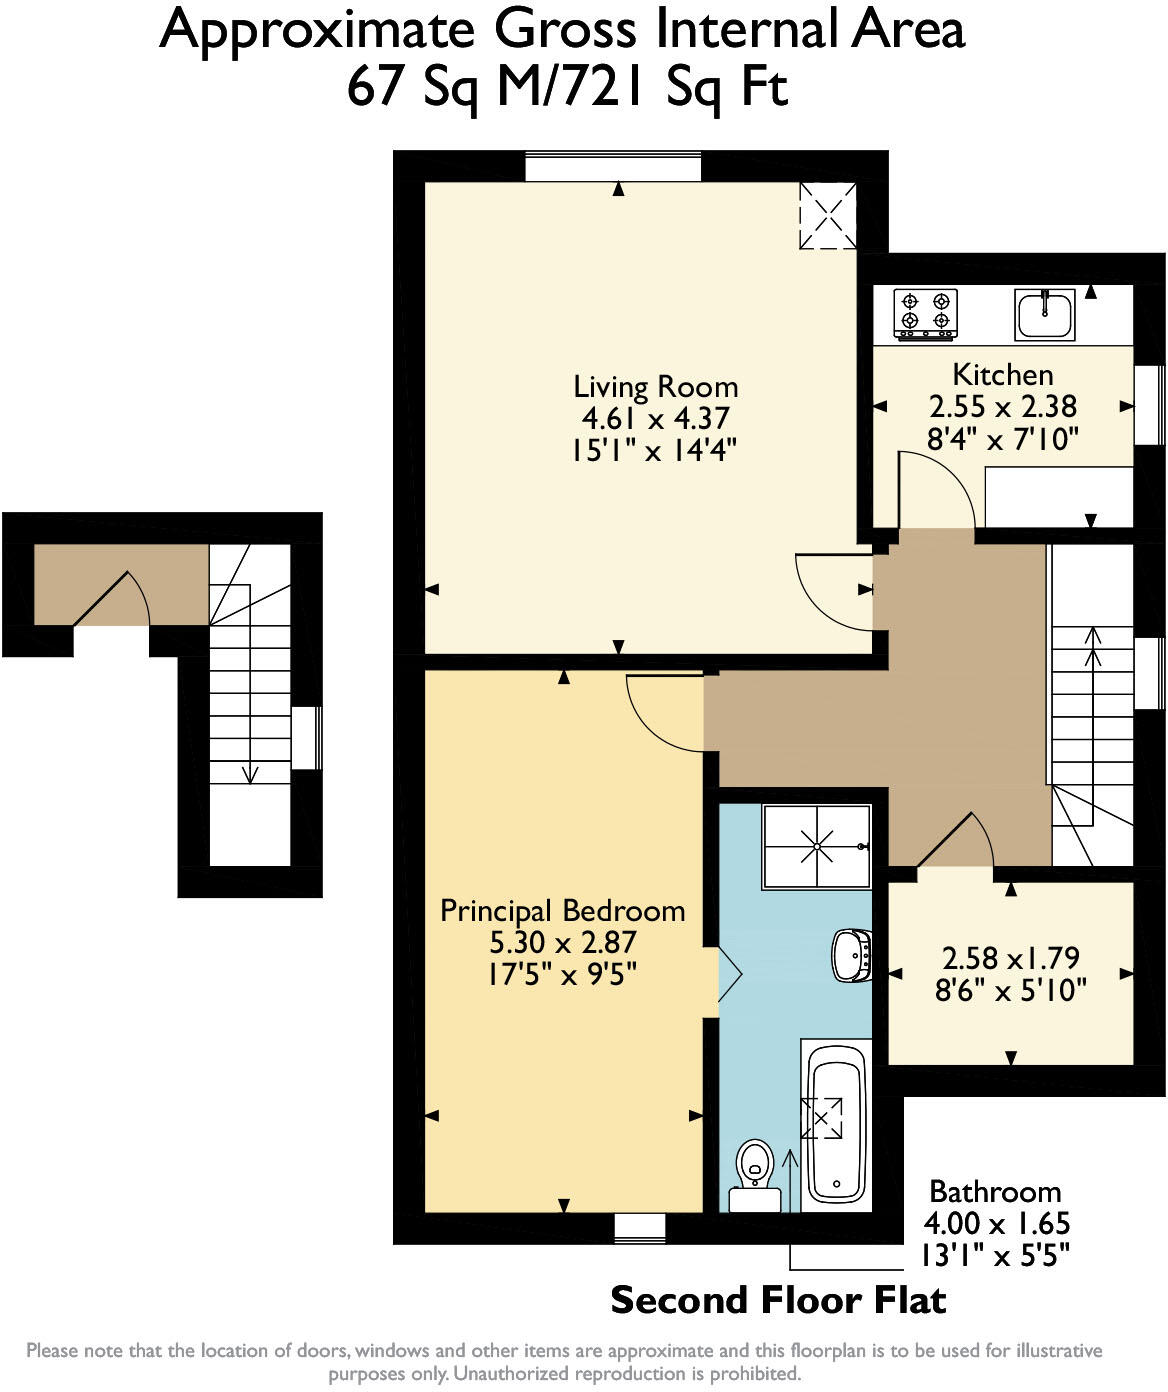 Approximate Gross Internal Area
67 Sq M/721 Sq Ft
Living Room
4.61 x 4.37
15'1" x 14'4"
Kitchen
2.55 x 2.38
8'4" x 7'10"
Principal Bedroom
5.30 x 2.87
17'5" x 9'5"
2.58 x1.79
8'6" x 5'10"
Bathroom
4.00 x 1.65
13'1" x 5'5"
Second Floor Flat
Please note that the location of doors, windows and other items are approximate and this floorplan is to be used for illustrative
purposes only. Unauthorized reproduction is prohibited.